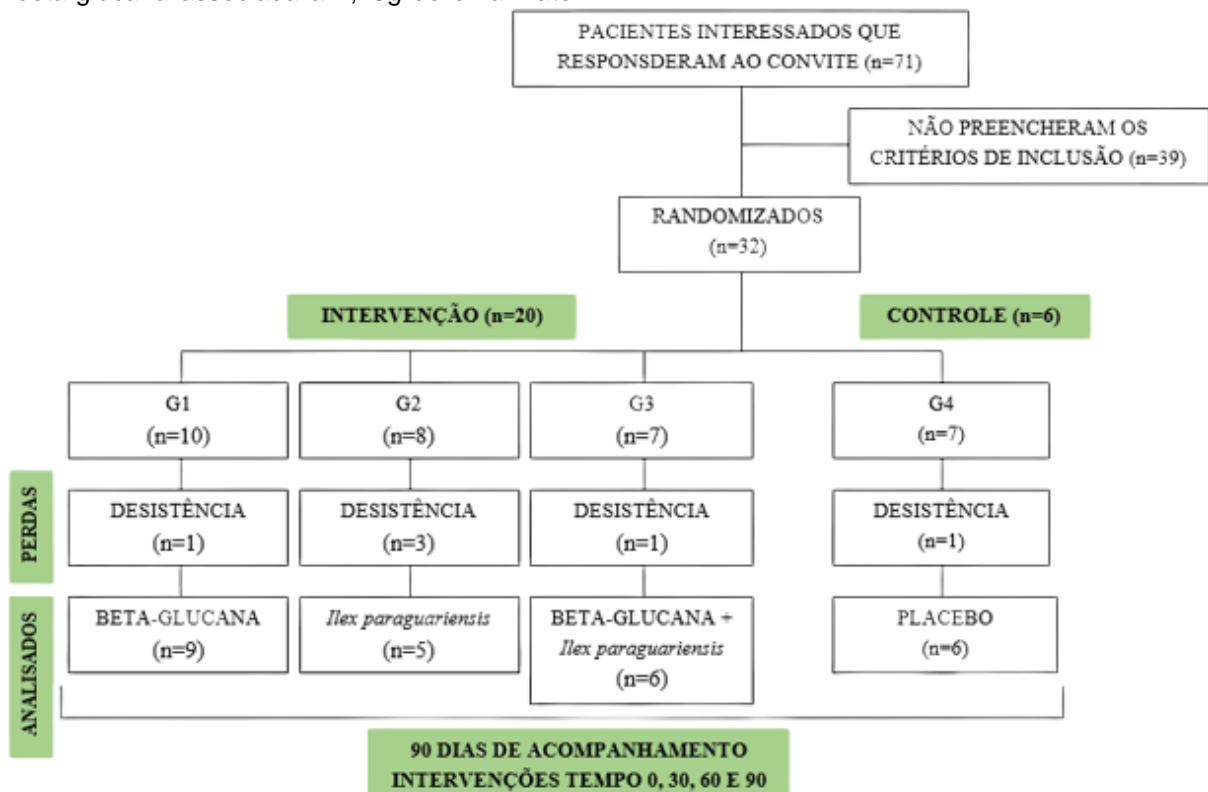 PACIENTES INTERESSADOS QUE
RESPONSDERAM AO CONVITE (n=71)
NÃO PREENCHERAM OS
CRITÉRIOS DE INCLUSÃO (n=39)
RANDOMIZADOS
(n=32)
INTERVENÇÃO (n=20)
CONTROLE (n=6)
G1
(n=10)
G2
(n=8)
G3
(n=7)
G4
(n=7)
PERDAS
DESISTÊNCIA
(n=1)
DESISTÊNCIA
(n=3)
DESISTÊNCIA
(n=1)
DESISTÊNCIA
(n=1)
ANALISADOS
BETA-GLUCANA
(n=9)
Ilex paraguariensis
(n=5)
BETA-GLUCANA +
Ilex paraguariensis
(n=6)
PLACEBO
(n=6)
90 DIAS DE ACOMPANHAMENTO
INTERVENÇÕES TEMPO 0, 30, 60 E 90